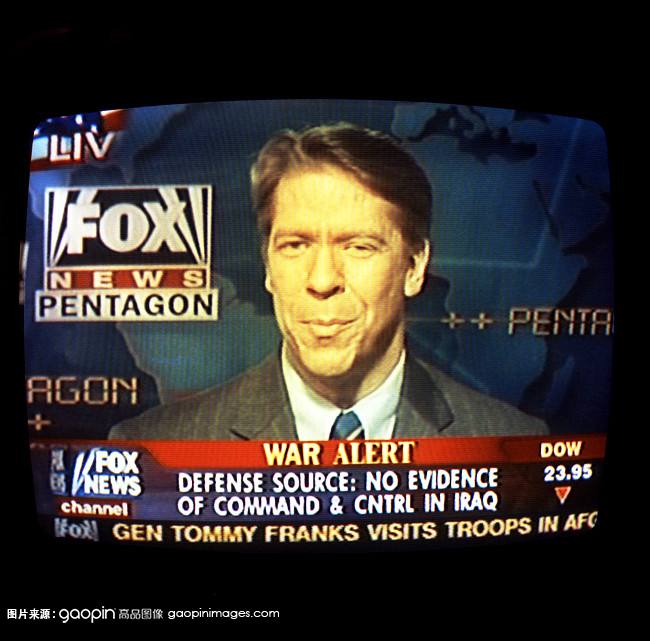 LIV
FOX
NEWS
PENTAGON
++ PENTA
AGON
+
WAR ALERT
DOW
FOX
NEWS
channel
DEFENSE SOURCE: NO EVIDENCE
OF COMMAND & CNTRL IN IRAQ
23.95
FOX GEN TOMMY FRANKS VISITS TROOPS IN AFG
图片来源: gaopin 高品图像 gaopinimages.com